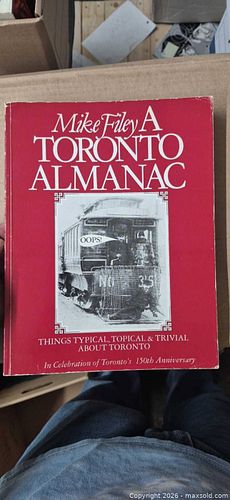 Mike Filey A
TORONTO
ALMANAC
OOPS!
THINGS TYPICAL, TOPICAL & TRIVIAL
ABOUT TORONTO
In Celebration of Toronto's 150th Anniversary
Copyright 2026 - maxsold.com